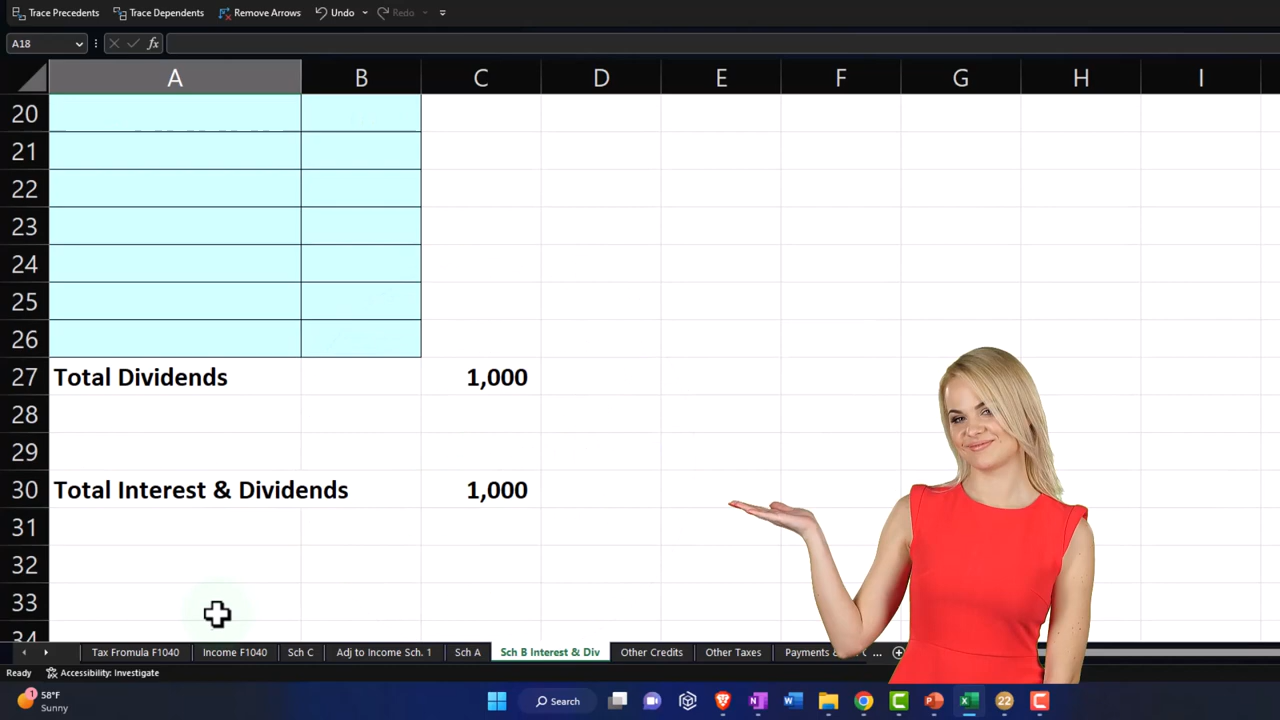 Trace Precedents Trace Dependents Remove Arrows Undo Redo
A18 fx
A B C D E F G H I
20
21
22
23
24
25
26
27 Total Dividends 1,000
28
29
30 Total Interest & Dividends 1,000
31
32
33
34
Tax Formula F1040 Income F1040 Sch C Adj to Income Sch. 1 Sch A Sch B Interest & Div Other Credits Other Taxes Payments ...
Ready Accessibility: Investigate
1 58°F Search 22
Sunny